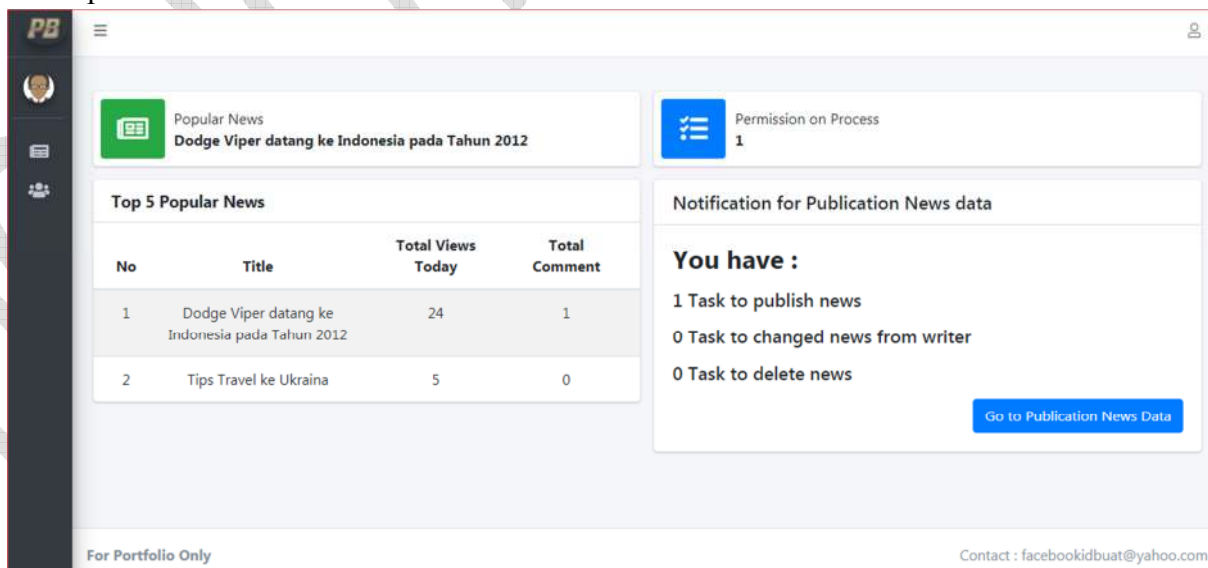 PB
Popular News
Dodge Viper datang ke Indonesia pada Tahun 2012
Permission on Process
1
Top 5 Popular News
No Title Total Views Today Total Comment
1 Dodge Viper datang ke Indonesia pada Tahun 2012 24 1
2 Tips Travel ke Ukraina 5 0
Notification for Publication News data
You have :
1 Task to publish news
0 Task to changed news from writer
0 Task to delete news
Go to Publication News Data
For Portfolio Only
Contact : facebookidbuat@yahoo.com